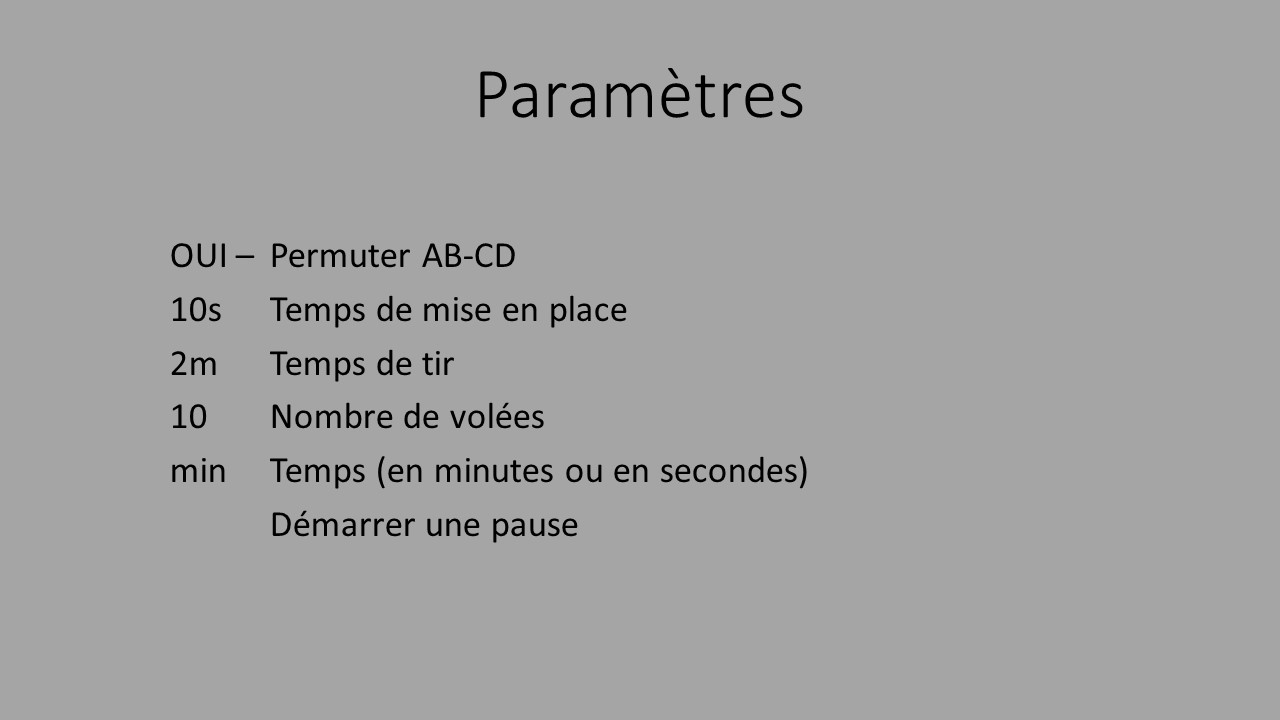 Paramètres
OUI – Permuter AB-CD
10s Temps de mise en place
2m Temps de tir
10 Nombre de volées
min Temps (en minutes ou en secondes)
Démarrer une pause